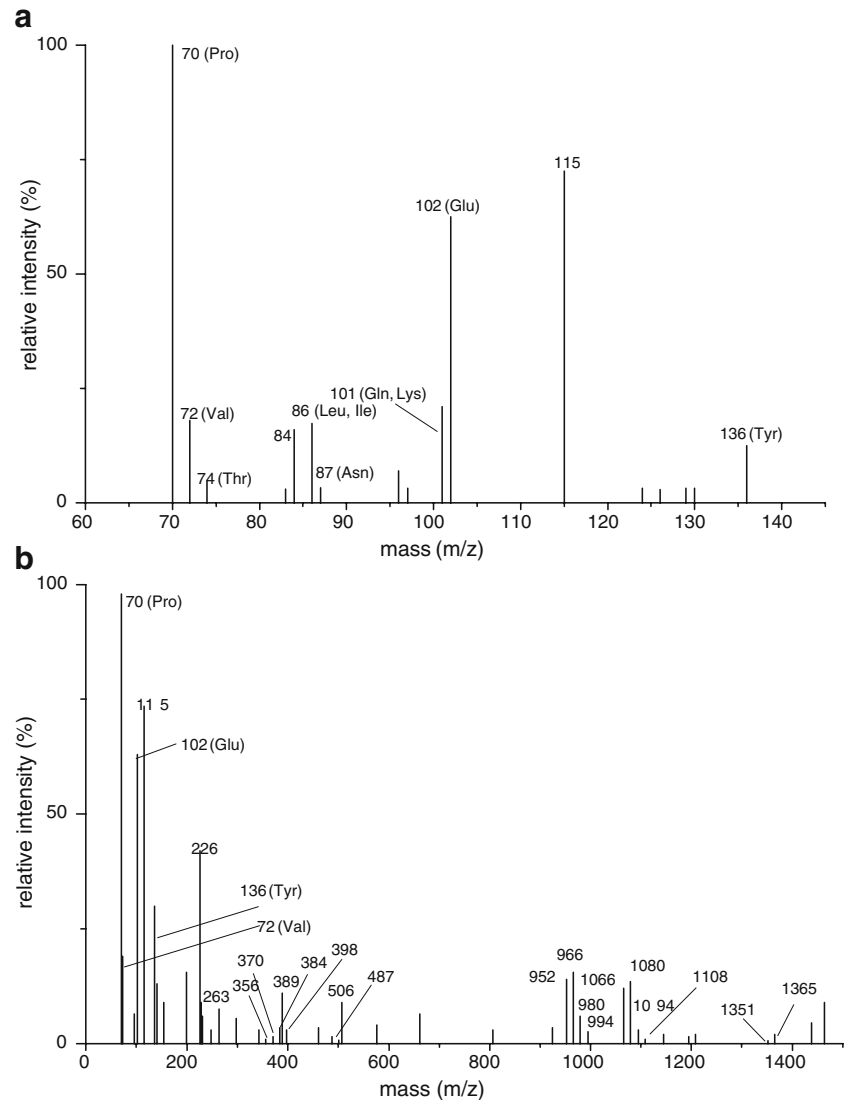 a
100
70 (Pro)
115
102 (Glu)
relative intensity (%)
50
101 (Gln, Lys)
86 (Leu, Ile)
72 (Val)
84
136 (Tyr)
74 (Thr)
87 (Asn)
0
60 70 80 90 100 110 120 130 140
mass (m/z)
b
100
70 (Pro)
11 5
102 (Glu)
relative intensity (%)
50
226
136 (Tyr)
72 (Val)
370
384
398
966
356
389
487
952
1066
1080
1108
263
506
980
10 94
1351
1365
994
0
0 200 400 600 800 1000 1200 1400
mass (m/z)